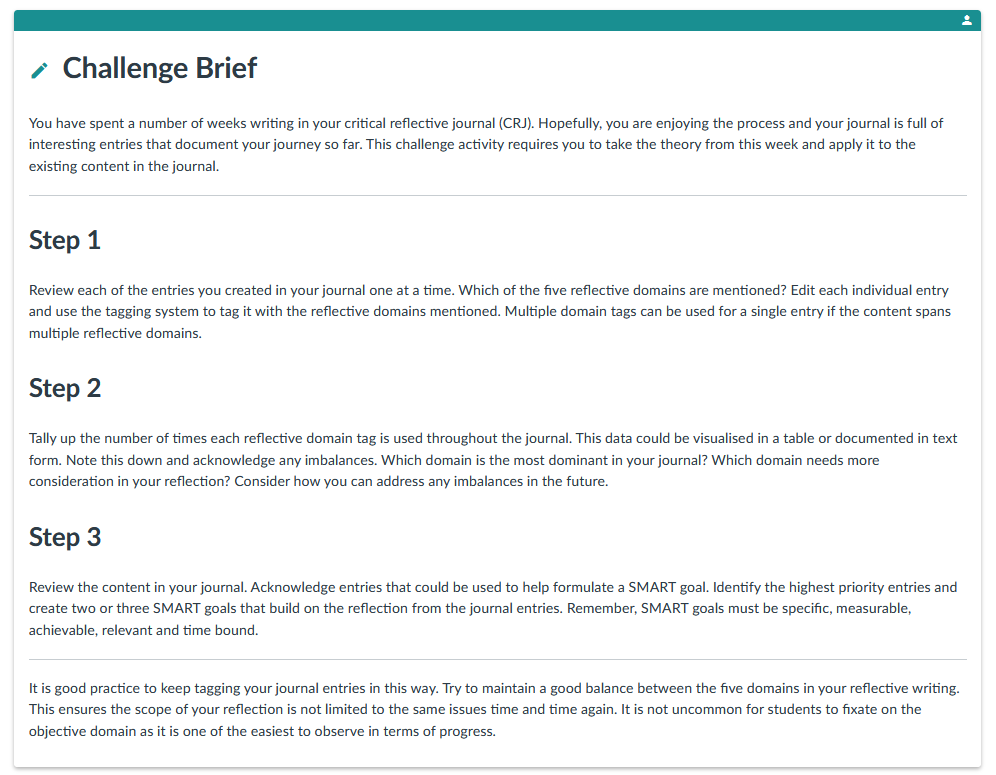 Challenge Brief
You have spent a number of weeks writing in your critical reflective journal (CRJ). Hopefully, you are enjoying the process and your journal is full of
interesting entries that document your journey so far. This challenge activity requires you to take the theory from this week and apply it to the
existing content in the journal.
Step 1
Review each of the entries you created in your journal one at a time. Which of the five reflective domains are mentioned? Edit each individual entry
and use the tagging system to tag it with the reflective domains mentioned. Multiple domain tags can be used for a single entry if the content spans
multiple reflective domains.
Step 2
Tally up the number of times each reflective domain tag is used throughout the journal. This data could be visualised in a table or documented in text
form. Note this down and acknowledge any imbalances. Which domain is the most dominant in your journal? Which domain needs more
consideration in your reflection? Consider how you can address any imbalances in the future.
Step 3
Review the content in your journal. Acknowledge entries that could be used to help formulate a SMART goal. Identify the highest priority entries and
create two or three SMART goals that build on the reflection from the journal entries. Remember, SMART goals must be specific, measurable,
achievable, relevant and time bound.
It is good practice to keep tagging your journal entries in this way. Try to maintain a good balance between the five domains in your reflective writing.
This ensures the scope of your reflection is not limited to the same issues time and time again. It is not uncommon for students to fixate on the
objective domain as it is one of the easiest to observe in terms of progress.